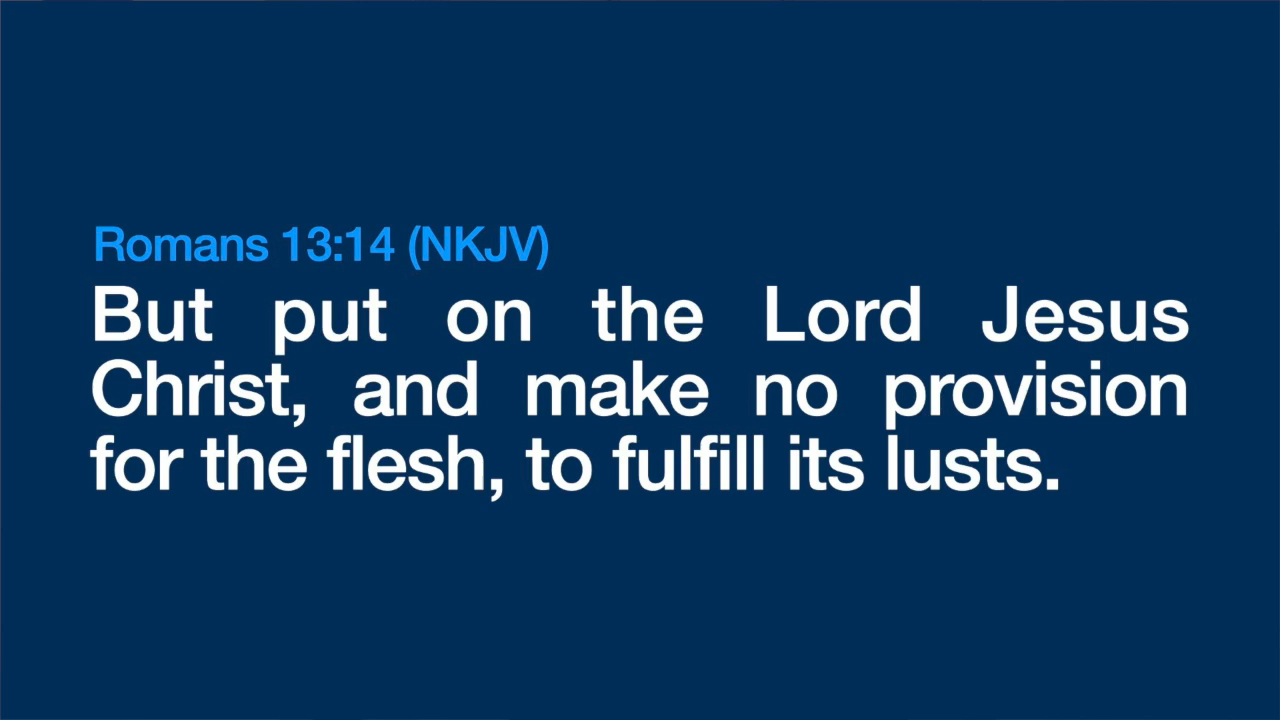 Romans 13:14 (NKJV)
But put on the Lord Jesus
Christ, and make no provision
for the flesh, to fulfill its lusts.